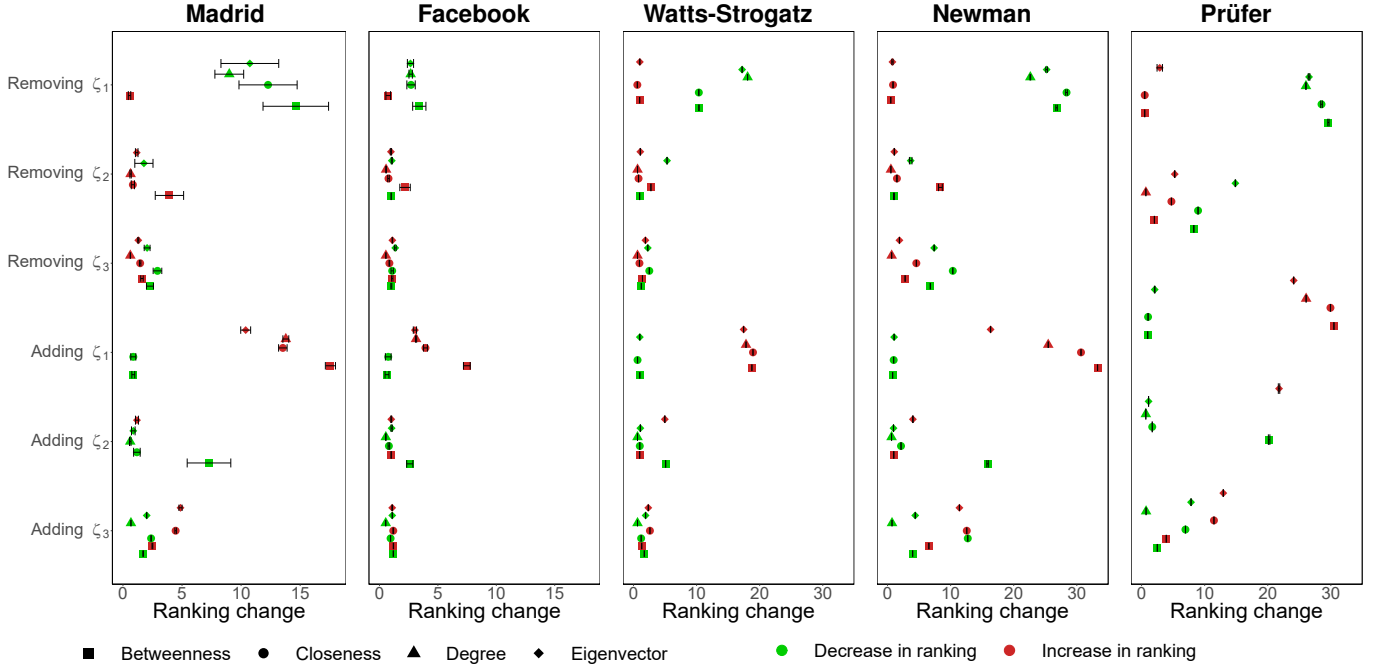 Madrid Facebook Watts-Strogatz Newman Prüfer
Removing ζ1
Removing ζ2
Removing ζ3
Adding ζ1
Adding ζ2
Adding ζ3
0 5 10 15 0 5 10 15 0 10 20 30 0 10 20 30 0 10 20 30
Ranking change Ranking change Ranking change Ranking change Ranking change
Betweenness Closeness Degree Eigenvector Decrease in ranking Increase in ranking